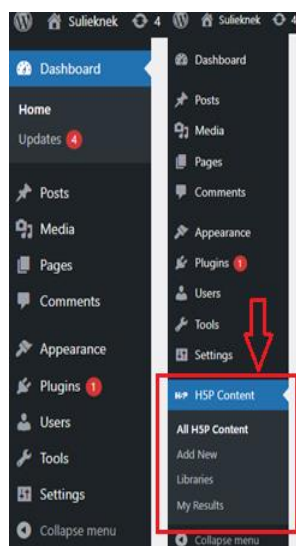 Sulieknek 4
Dashboard
Home
Updates 4
Posts
Media
Pages
Comments
Appearance
Plugins 1
Users
Tools
Settings
Collapse menu
Sulieknek 4
Dashboard
Posts
Media
Pages
Comments
Appearance
Plugins 1
Users
Tools
Settings
H5P H5P Content
All H5P Content
Add New
Libraries
My Results
Collapse menu